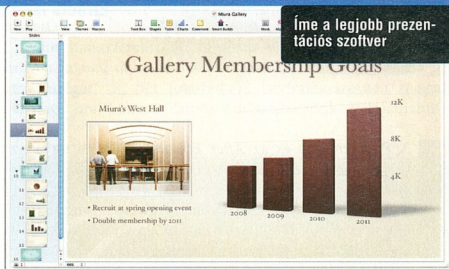 Miura Gallery
New Play View Themes Masters Text Box Shapes Table Charts Comment Smart Builds Mask
Slides
Íme a legjobb prezen-
tációs szoftver
Gallery Membership Goals
Miura's West Hall
• Recruit at spring opening event
• Double membership by 2011
12K
8K
4K
2008 2009 2010 2011